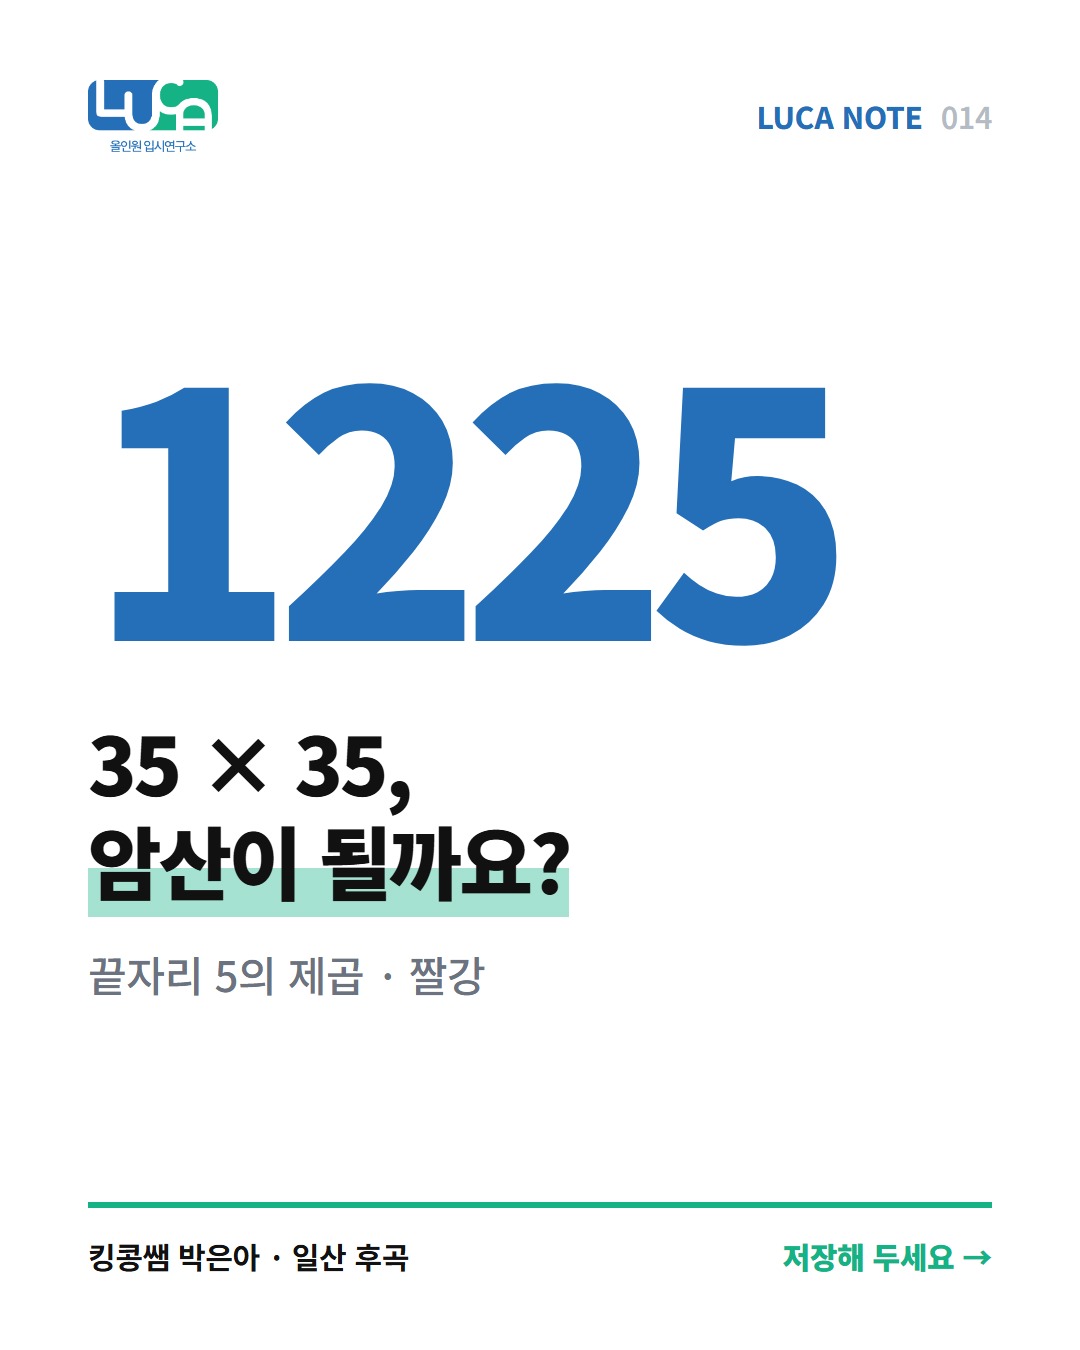 LUCA
올인원 입시연구소
LUCA NOTE 014
1225
35 × 35,
암산이 될까요?
끝자리 5의 제곱 · 짤강
킹콩쌤 박은아 · 일산 후곡
저장해 두세요 →